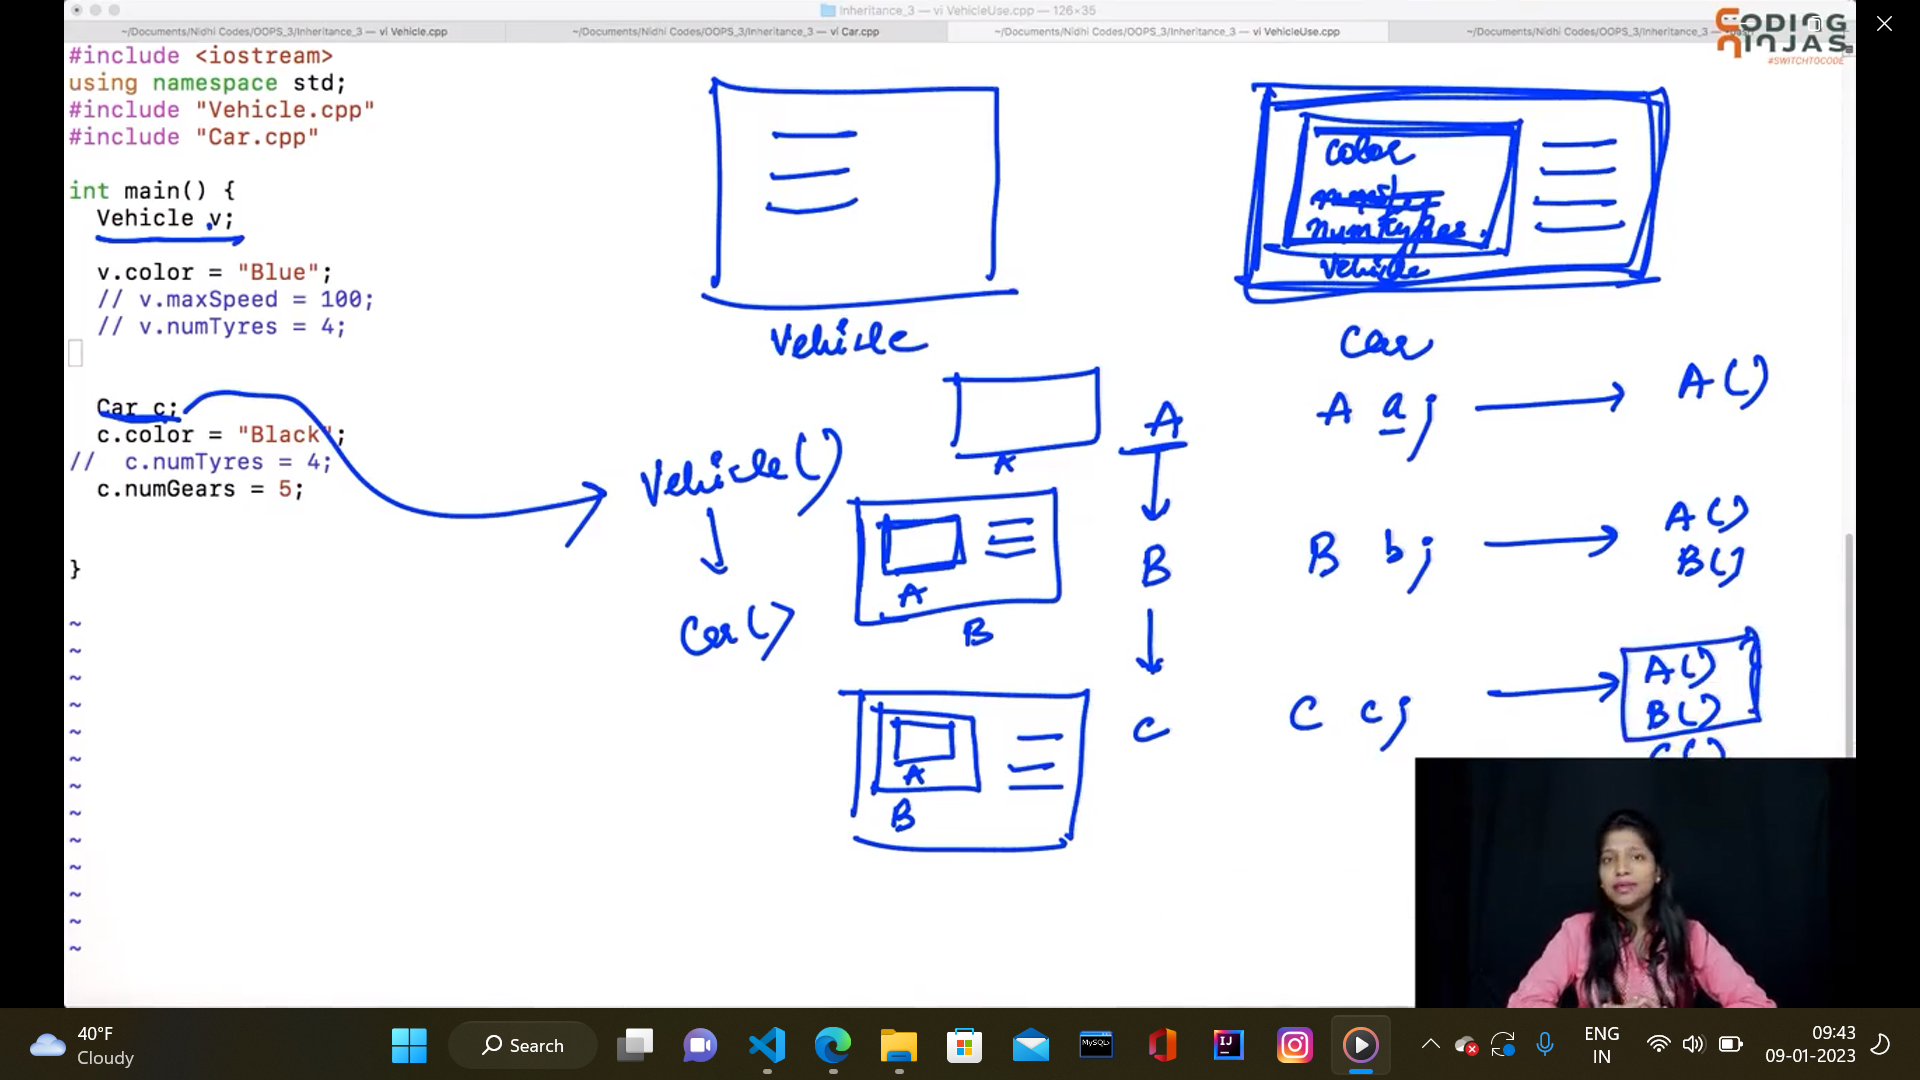 Inheritance_3 — vi VehicleUse.cpp — 126×35
~/Documents/Nidhi Codes/OOPS_3/Inheritance_3 — vi Vehicle.cpp
~/Documents/Nidhi Codes/OOPS_3/Inheritance_3 — vi Car.cpp
~/Documents/Nidhi Codes/OOPS_3/Inheritance_3 — vi VehicleUse.cpp
~/Documents/Nidhi Codes/OOPS_3/Inheritance_3 —
CODING
NINJAS
#SWITCHTOCODE
#include <iostream>
using namespace std;
#include "Vehicle.cpp"
#include "Car.cpp"
int main() {
Vehicle v;
v.color = "Blue";
// v.maxSpeed = 100;
// v.numTyres = 4;
Car c;
c.color = "Black";
// c.numTyres = 4;
c.numGears = 5;
}
~
~
~
~
~
~
~
~
~
~
~
~
~
Vehicle
color
numTyres
Vehicle
Car
Vehicle()
Car()
A
A
B
A
B
A
B
C
A a; A()
B b; A()
B()
C c; A()
B()
C()
40°F
Cloudy
Search
MySQL
IJ
ENG
IN
09:43
09-01-2023